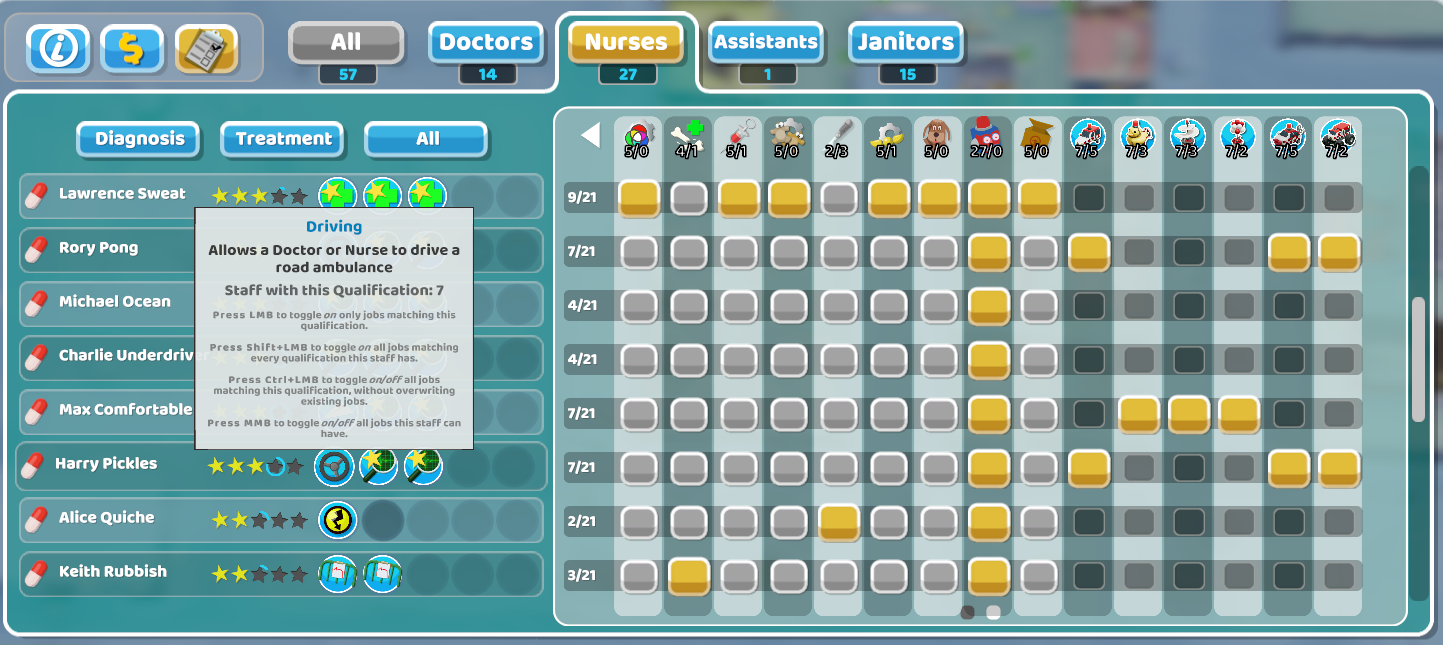 All
57
Doctors
14
Nurses
27
Assistants
1
Janitors
15
Diagnosis
Treatment
All
5/0
4/1
5/1
5/0
2/3
5/1
5/0
27/0
5/0
7/5
7/3
7/3
7/2
7/5
7/2
Lawrence Sweat
9/21
Rory Pong
7/21
Michael Ocean
4/21
Charlie Underdriver
4/21
Max Comfortable
7/21
Harry Pickles
7/21
Alice Quiche
2/21
Keith Rubbish
3/21
Driving
Allows a Doctor or Nurse to drive a
road ambulance
Staff with this Qualification: 7
Press LMB to toggle on only jobs matching this
qualification.
Press Shift+LMB to toggle on all jobs matching
every qualification this staff has.
Press Ctrl+LMB to toggle on/off all jobs
matching this qualification, without overwriting
existing jobs.
Press MMB to toggle on/off all jobs this staff can
have.